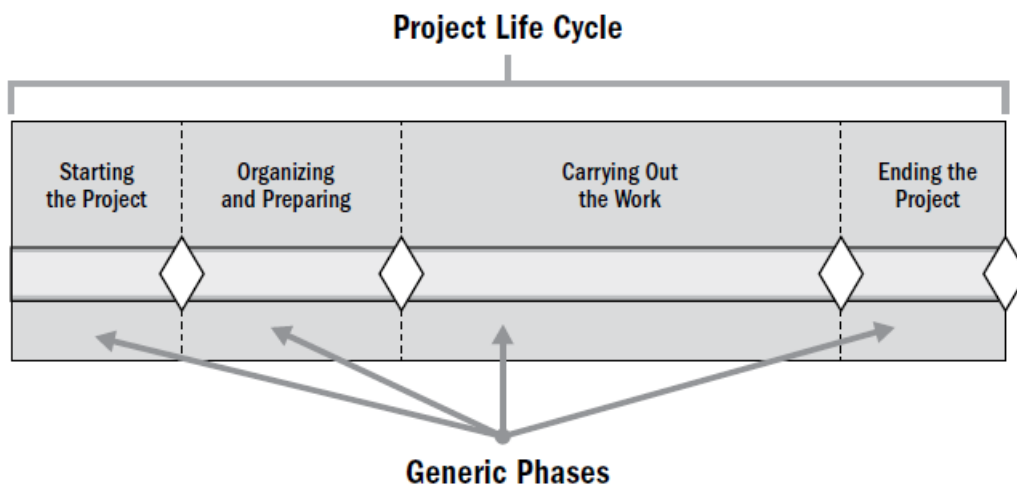 Project Life Cycle
Starting
the Project
Organizing
and Preparing
Carrying Out
the Work
Ending the
Project
Generic Phases